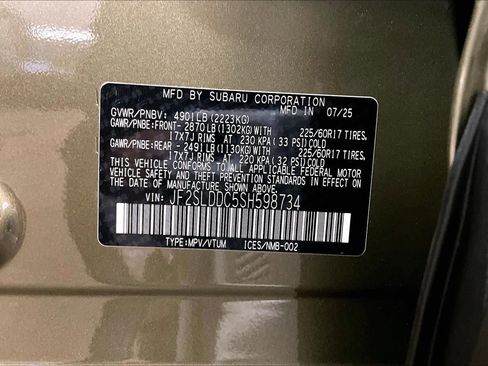 MFD BY SUBARU CORPORATION
GVWR/PNBV: 4901LB(2223KG) MFD IN 07/25
GAWR/PNBE:FRONT- 2870LB(1302KG)WITH 225/60R17 TIRES,
17X7J RIMS AT 230 KPA (33 PSI)COLD
GAWR/PNBE:REAR - 2491LB(1130KG)WITH 225/60R17 TIRES,
17X7J RIMS AT 220 KPA (32 PSI)COLD
THIS VEHICLE CONFORMS TO ALL APPLICABLE FEDERAL MOTOR
VEHICLE SAFETY STANDARDS IN EFFECT ON THE DATE OF
MANUFACTURE SHOWN ABOVE.
VIN: JF2SLDDC5SH598734
TYPE:MPV/VTUM ICES/NMB-002